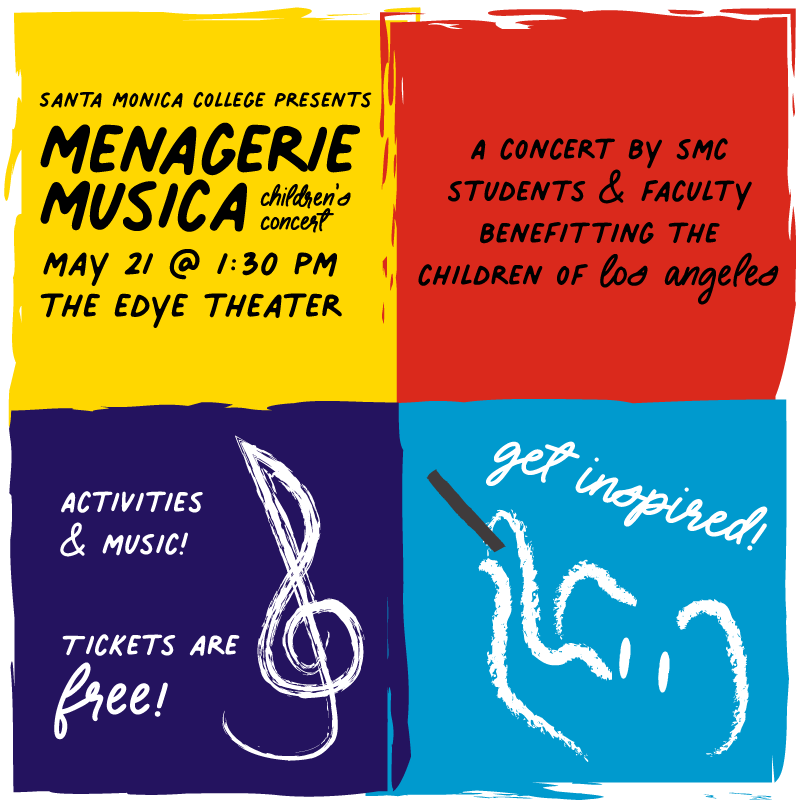 SANTA MONICA COLLEGE PRESENTS
MENAGERIE
MUSICA children's
concert
MAY 21 @ 1:30 PM
THE EDYE THEATER
A CONCERT BY SMC
STUDENTS & FACULTY
BENEFITTING THE
CHILDREN OF los angeles
ACTIVITIES
& MUSIC!
TICKETS ARE
free!
get inspired!